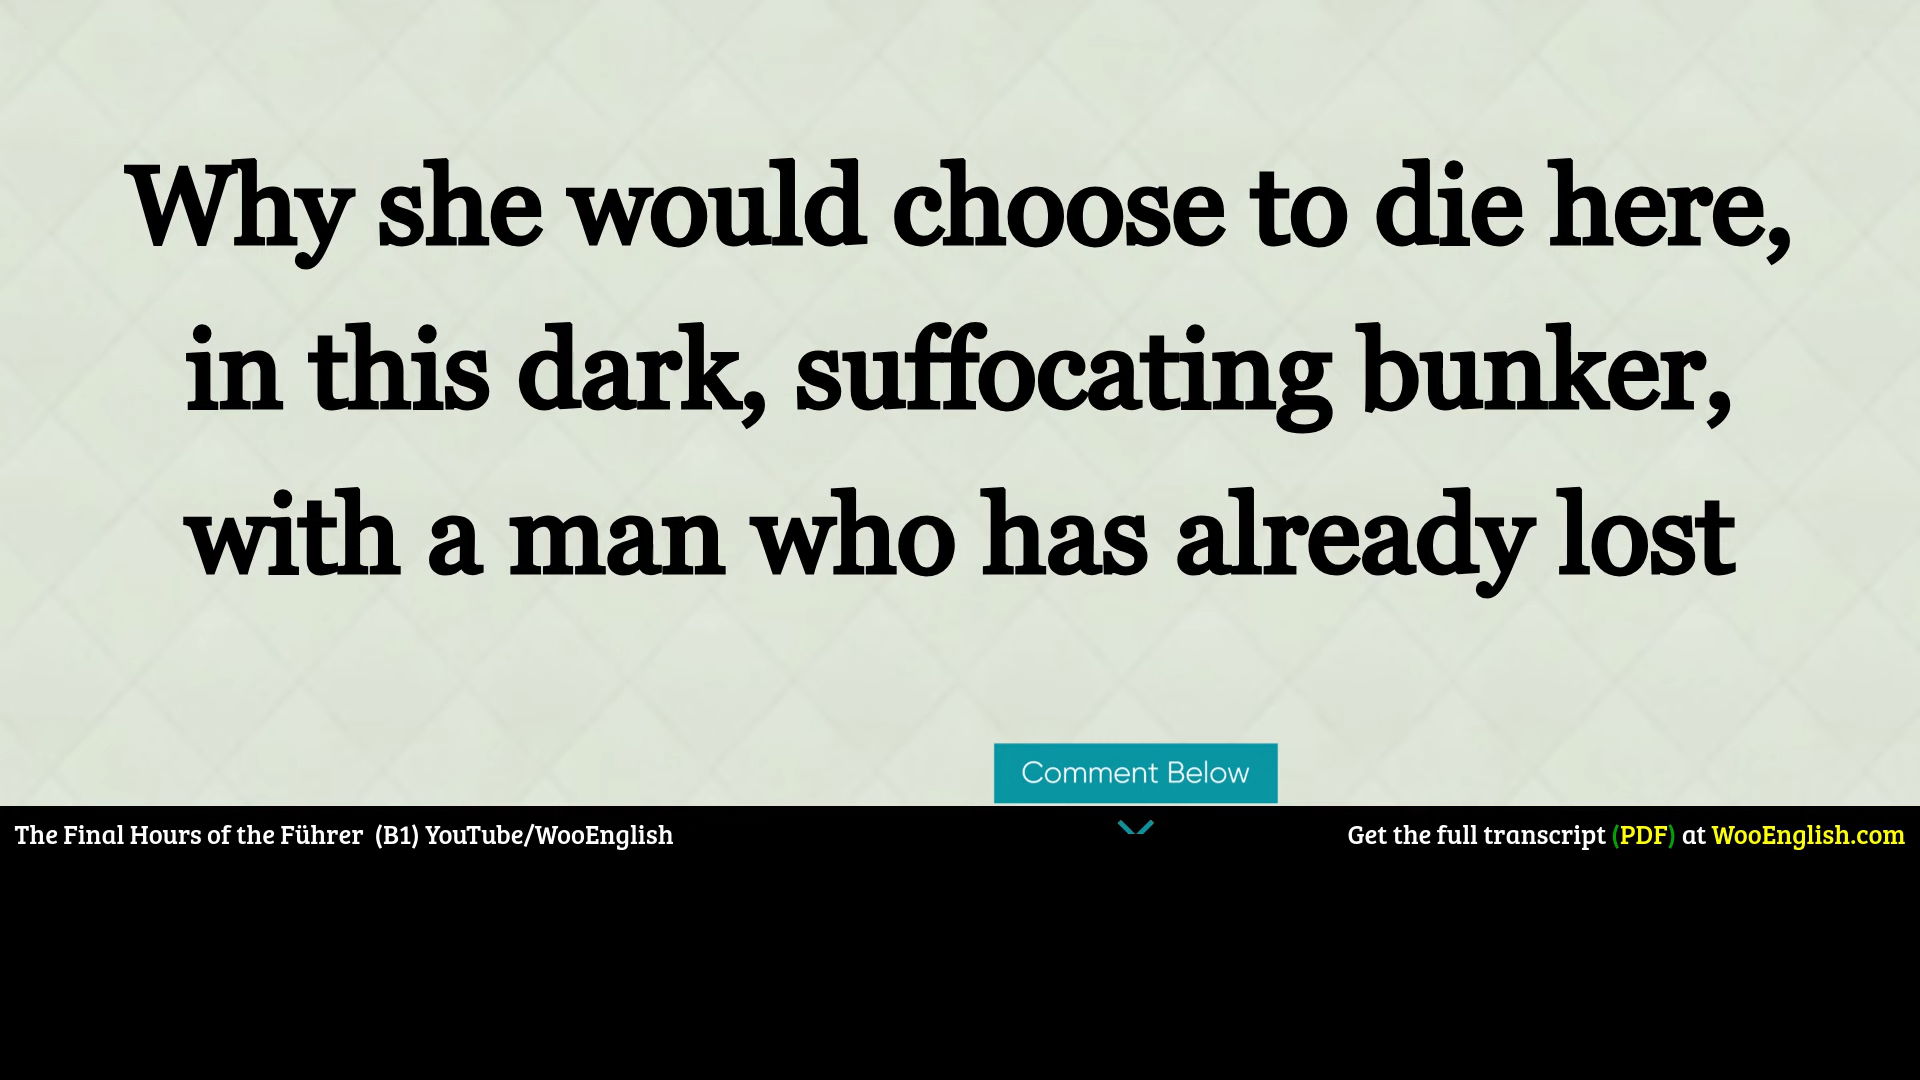 Why she would choose to die here,
in this dark, suffocating bunker,
with a man who has already lost
Comment Below
The Final Hours of the Führer (B1) YouTube/WooEnglish
Get the full transcript (PDF) at WooEnglish.com